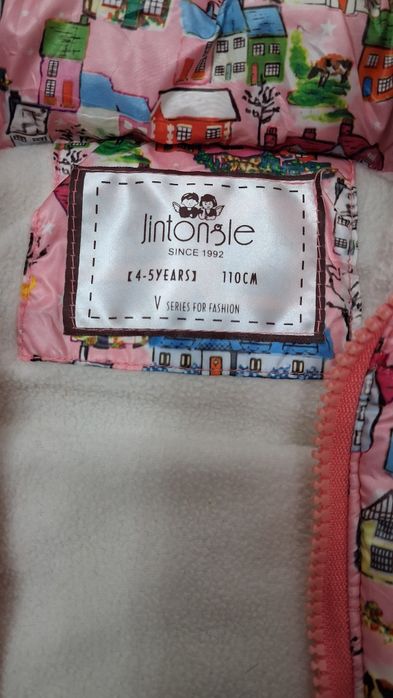 Jintongle
SINCE 1992
【4-5YEARS】 110CM
V SERIES FOR FASHION